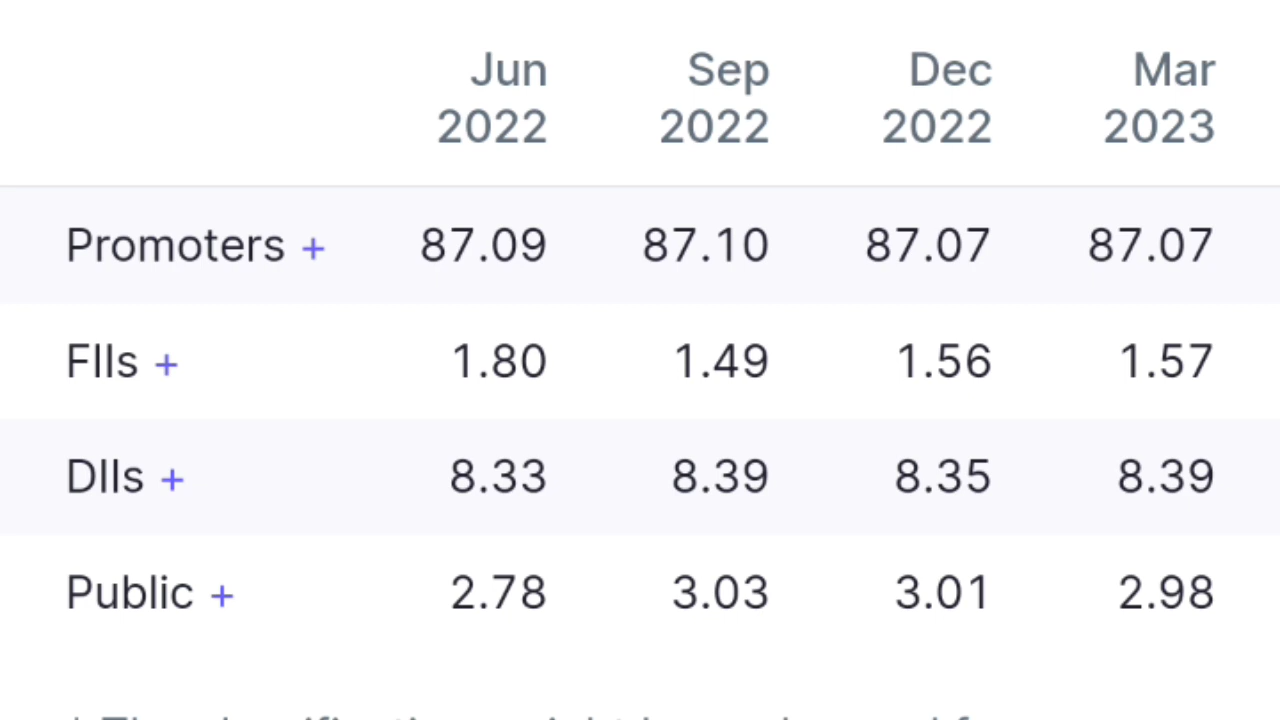 Jun Sep Dec Mar
2022 2022 2022 2023
Promoters + 87.09 87.10 87.07 87.07
FIIs + 1.80 1.49 1.56 1.57
DIIs + 8.33 8.39 8.35 8.39
Public + 2.78 3.03 3.01 2.98